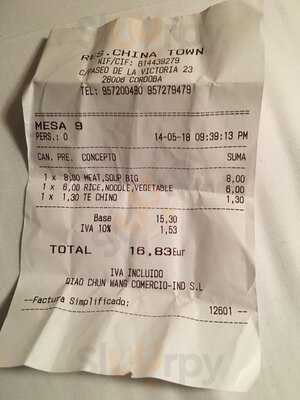 RES.CHINA TOWN
NIF/CIF: B14439279
C/PASEO DE LA VICTORIA 23
28006 CORDOBA
TEL: 957200490 957279479
MESA 9
PERS.: 0 14-05-18 09:39:13 PM
CAN. PRE. CONCEPTO SUMA
1 x 8,00 MEAT,SOUP BIG 8,00
1 x 6,00 RICE,NOODLE,VEGETABLE 6,00
1 x 1,30 TE CHINO 1,30
Base 15,30
IVA 10% 1,53
TOTAL 16,83Eur
IVA INCLUIDO
QIAO CHUN WANG COMERCIO-IND S.L
--Factura Simplificado: 12601 --